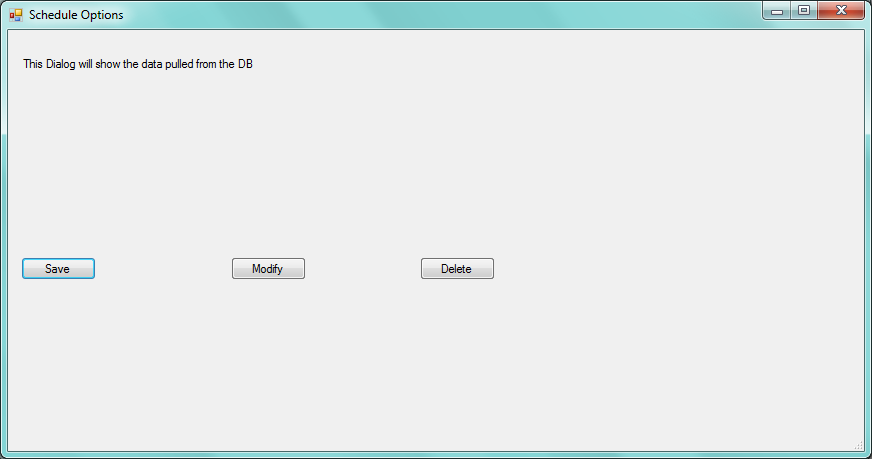 Schedule Options
This Dialog will show the data pulled from the DB
Save Modify Delete